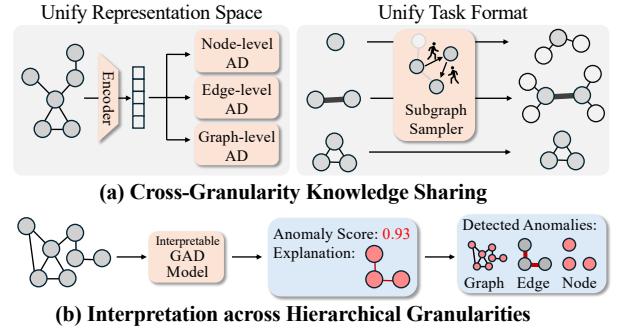 Unify Representation Space
Unify Task Format
Encoder
Node-level
AD
Edge-level
AD
Graph-level
AD
Subgraph
Sampler
(a) Cross-Granularity Knowledge Sharing
Interpretable
GAD
Model
Anomaly Score: 0.93
Explanation:
Detected Anomalies:
Graph Edge Node
(b) Interpretation across Hierarchical Granularities